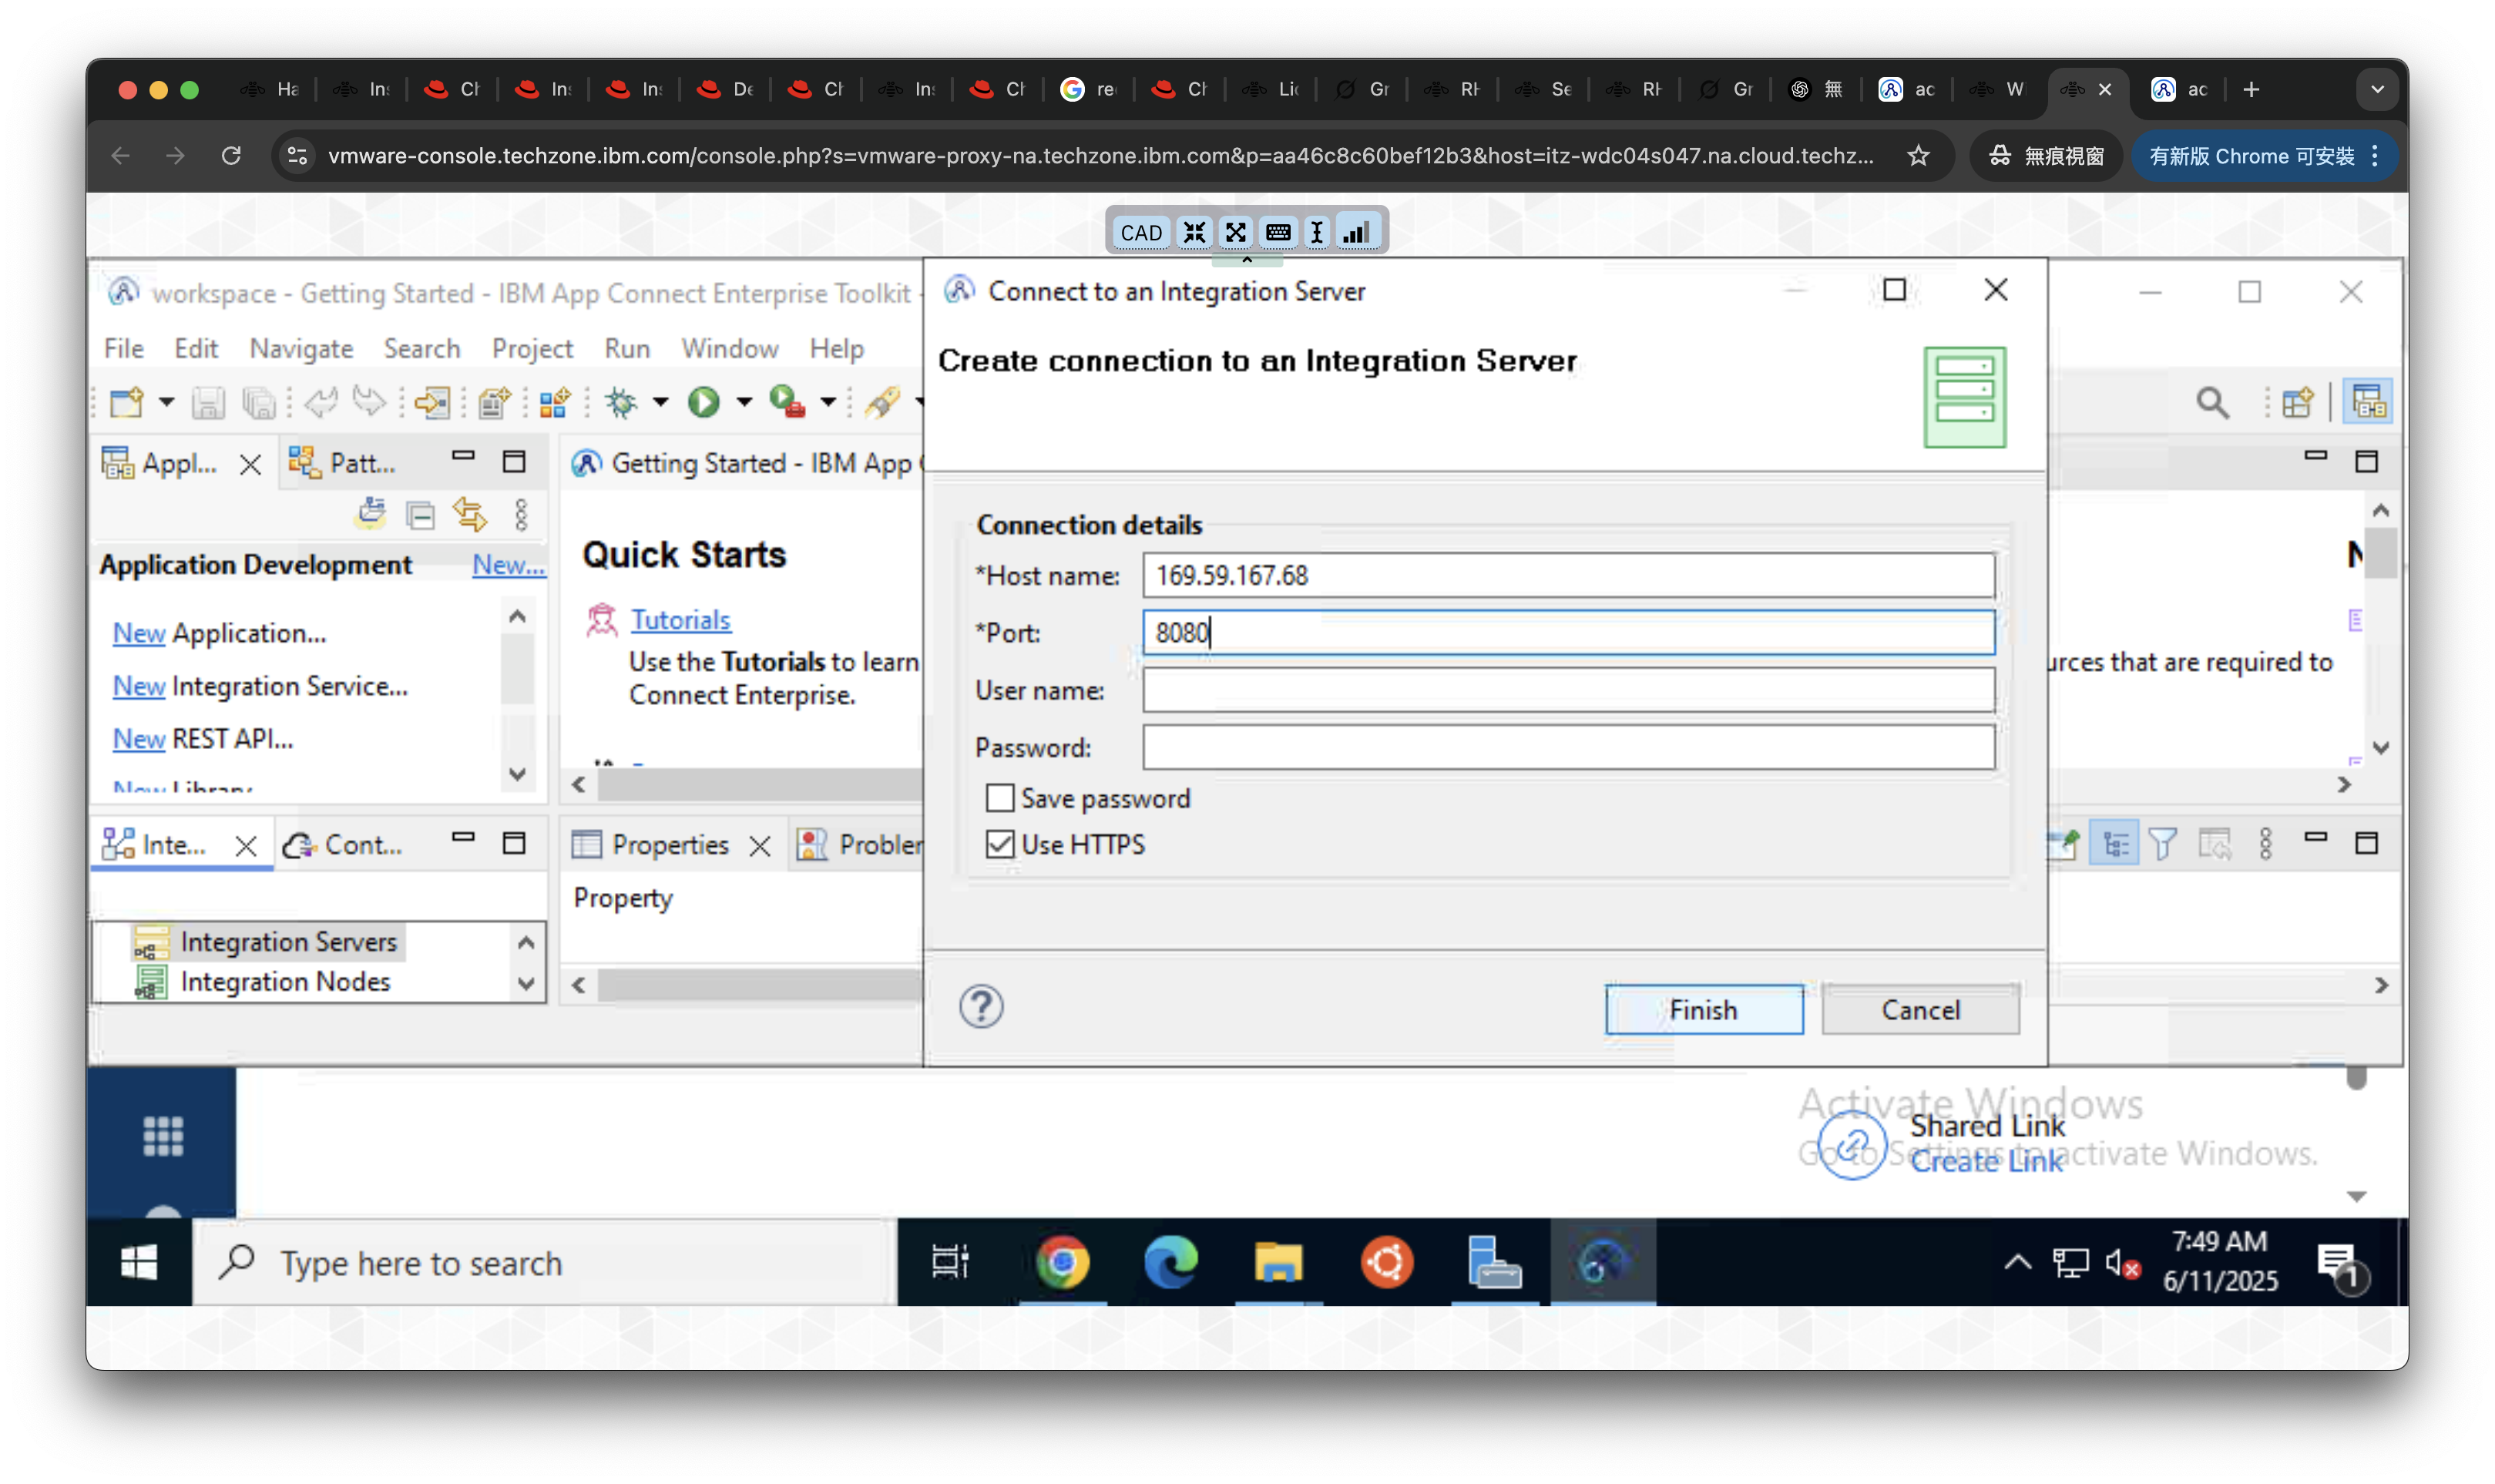 Ha
In
Ch
In
In
De
Ch
In
Ch
re
Ch
Lic
Gr
RH
Se
RH
Gr
無
ac
W
ac
vmware-console.techzone.ibm.com/console.php?s=vmware-proxy-na.techzone.ibm.com&p=aa46c8c60bef12b3&host=itz-wdc04s047.na.cloud.techz...
無痕視窗
有新版 Chrome 可安裝
CAD
workspace - Getting Started - IBM App Connect Enterprise Toolkit -
File Edit Navigate Search Project Run Window Help
Appl...
Patt...
Getting Started - IBM App
Application Development
New...
New Application...
New Integration Service...
New REST API...
New Library
Quick Starts
Tutorials
Use the Tutorials to learn
Connect Enterprise.
Connect to an Integration Server
Create connection to an Integration Server
Connection details
*Host name: 169.59.167.68
*Port: 8080
User name:
Password:
Save password
Use HTTPS
Finish
Cancel
N
urces that are required to
Inte...
Cont...
Properties
Probler
Property
Integration Servers
Integration Nodes
Activate Windows
Go to Settings to activate Windows.
Shared Link
Create Link
Type here to search
7:49 AM
6/11/2025
1